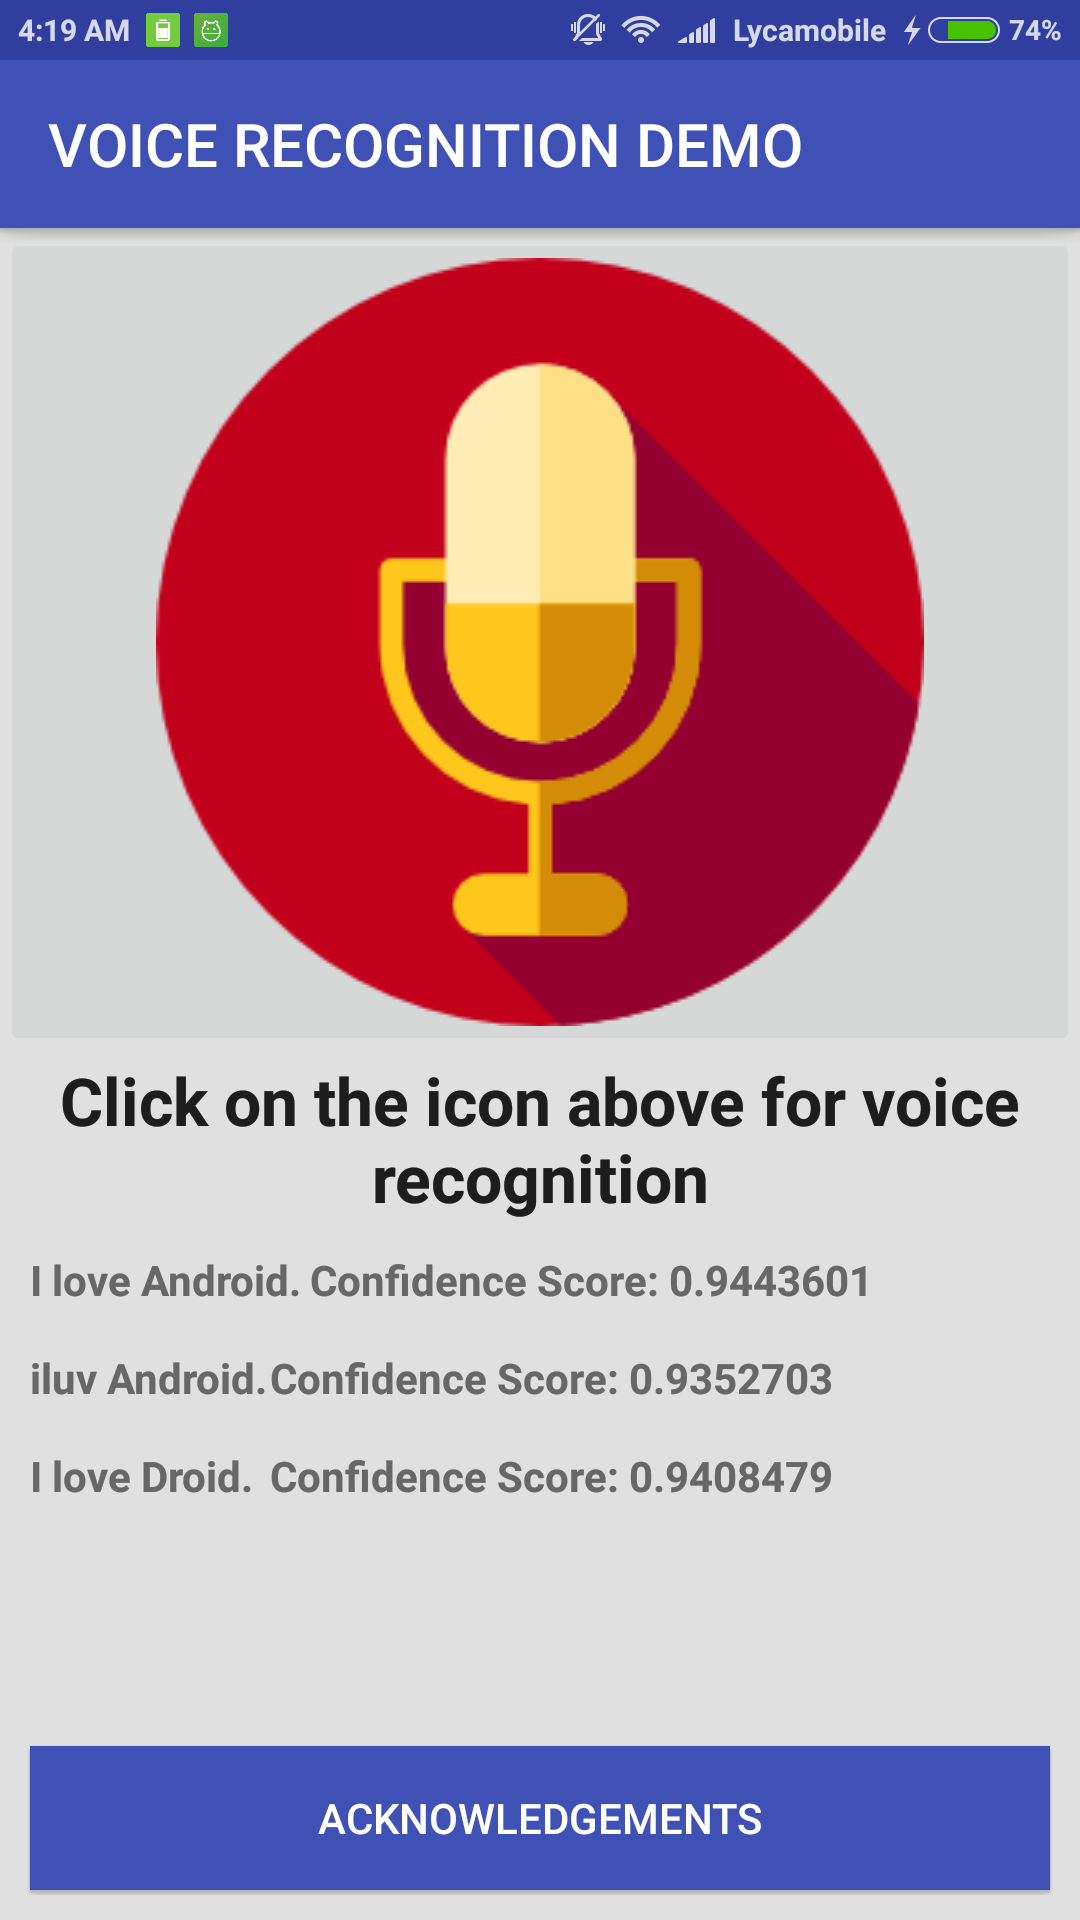 4:19 AM Lycamobile 74%
VOICE RECOGNITION DEMO
Click on the icon above for voice
recognition
I love Android. Confidence Score: 0.9443601
iluv Android. Confidence Score: 0.9352703
I love Droid. Confidence Score: 0.9408479
ACKNOWLEDGEMENTS